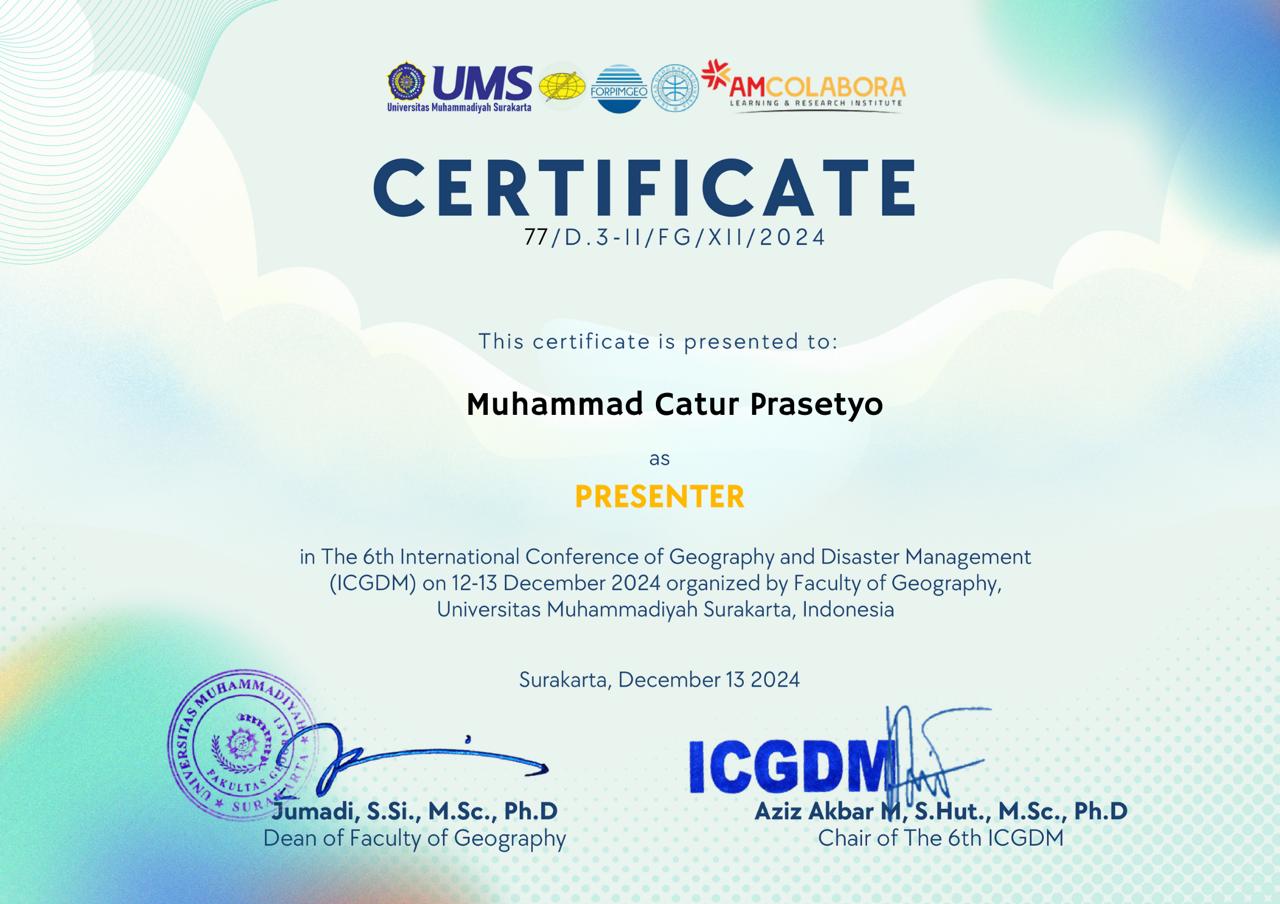 UMS
Universitas Muhammadiyah Surakarta
FORPIMGEO
AMCOLABORA
LEARNING & RESEARCH INSTITUTE
CERTIFICATE
77/D.3-II/FG/XII/2024
This certificate is presented to:
Muhammad Catur Prasetyo
as
PRESENTER
in The 6th International Conference of Geography and Disaster Management
(ICGDM) on 12-13 December 2024 organized by Faculty of Geography,
Universitas Muhammadiyah Surakarta, Indonesia
Surakarta, December 13 2024
UNIVERSITAS MUHAMMADIYAH
SURAKARTA
FAKULTAS GEOGRAFI
ICGDM
Jumadi, S.Si., M.Sc., Ph.D
Dean of Faculty of Geography
Aziz Akbar M, S.Hut., M.Sc., Ph.D
Chair of The 6th ICGDM